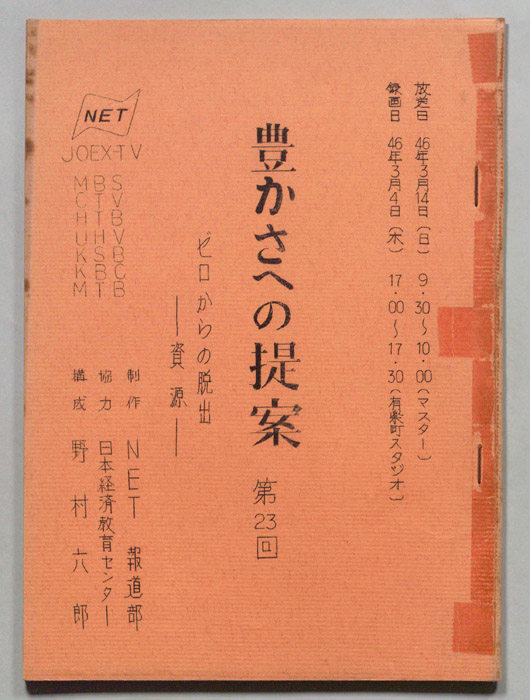 放送日 46年3月14日(日) 9・30〜10・00(マスター)
録画日 46年3月4日(木) 17・00〜17・30(有楽町スタジオ)
豊かさへの提案 第23回
ゼロからの脱出
―資源―
NET
JOEX-TV
MBS
CTV
HTB
UHV
KSB
KBC
MTB
制作 NET 報道部
協力 日本経済教育センター
構成 野村六郎